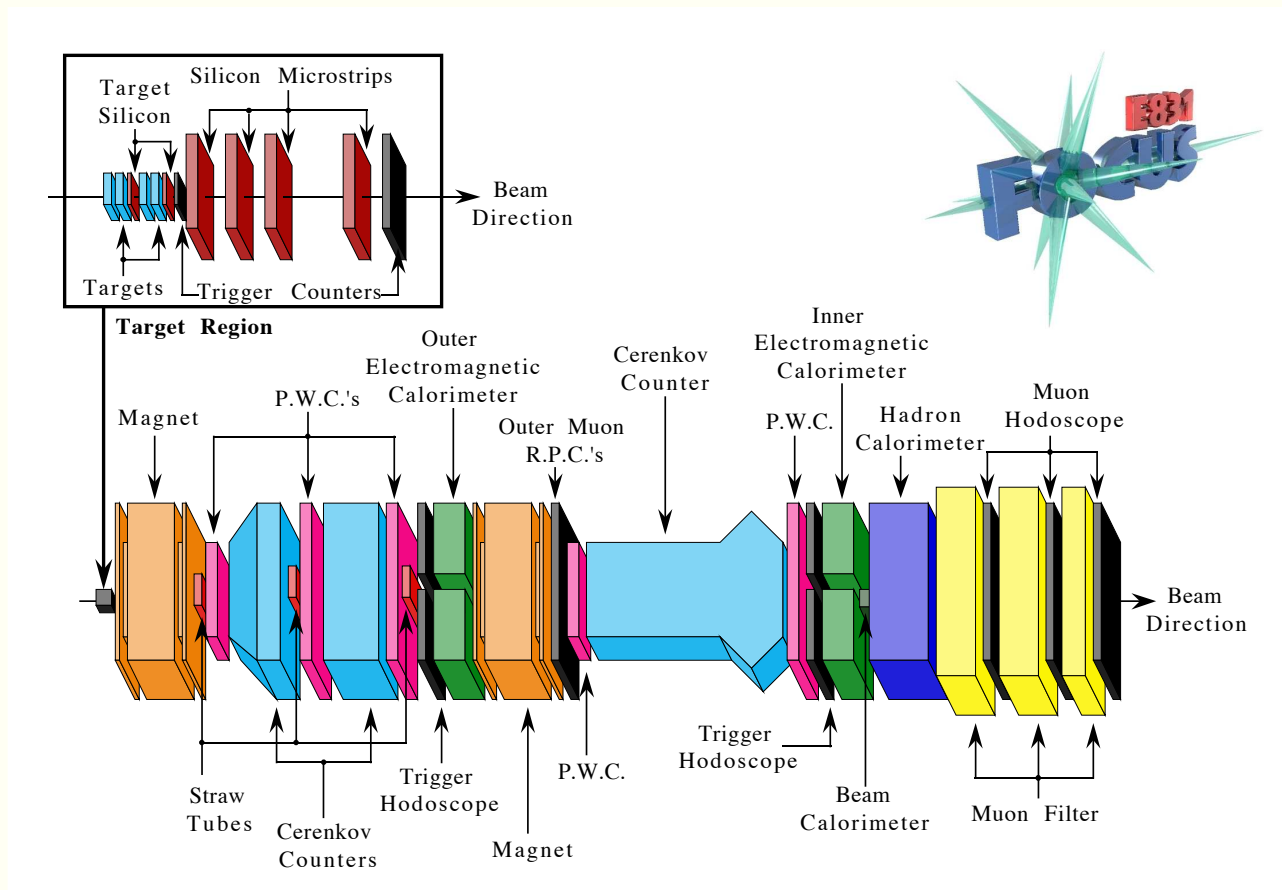 Silicon Microstrips
Target
Silicon
Beam
Direction
Targets
Trigger Counters
Target Region
E831
FOCUS
Magnet
P.W.C.'s
Outer
Electromagnetic
Calorimeter
Outer Muon
R.P.C.'s
Cerenkov
Counter
Inner
Electromagnetic
Calorimeter
P.W.C.
Hadron
Calorimeter
Muon
Hodoscope
Beam
Direction
Straw
Tubes
Cerenkov
Counters
Trigger
Hodoscope
Magnet
P.W.C.
Trigger
Hodoscope
Beam
Calorimeter
Muon Filter